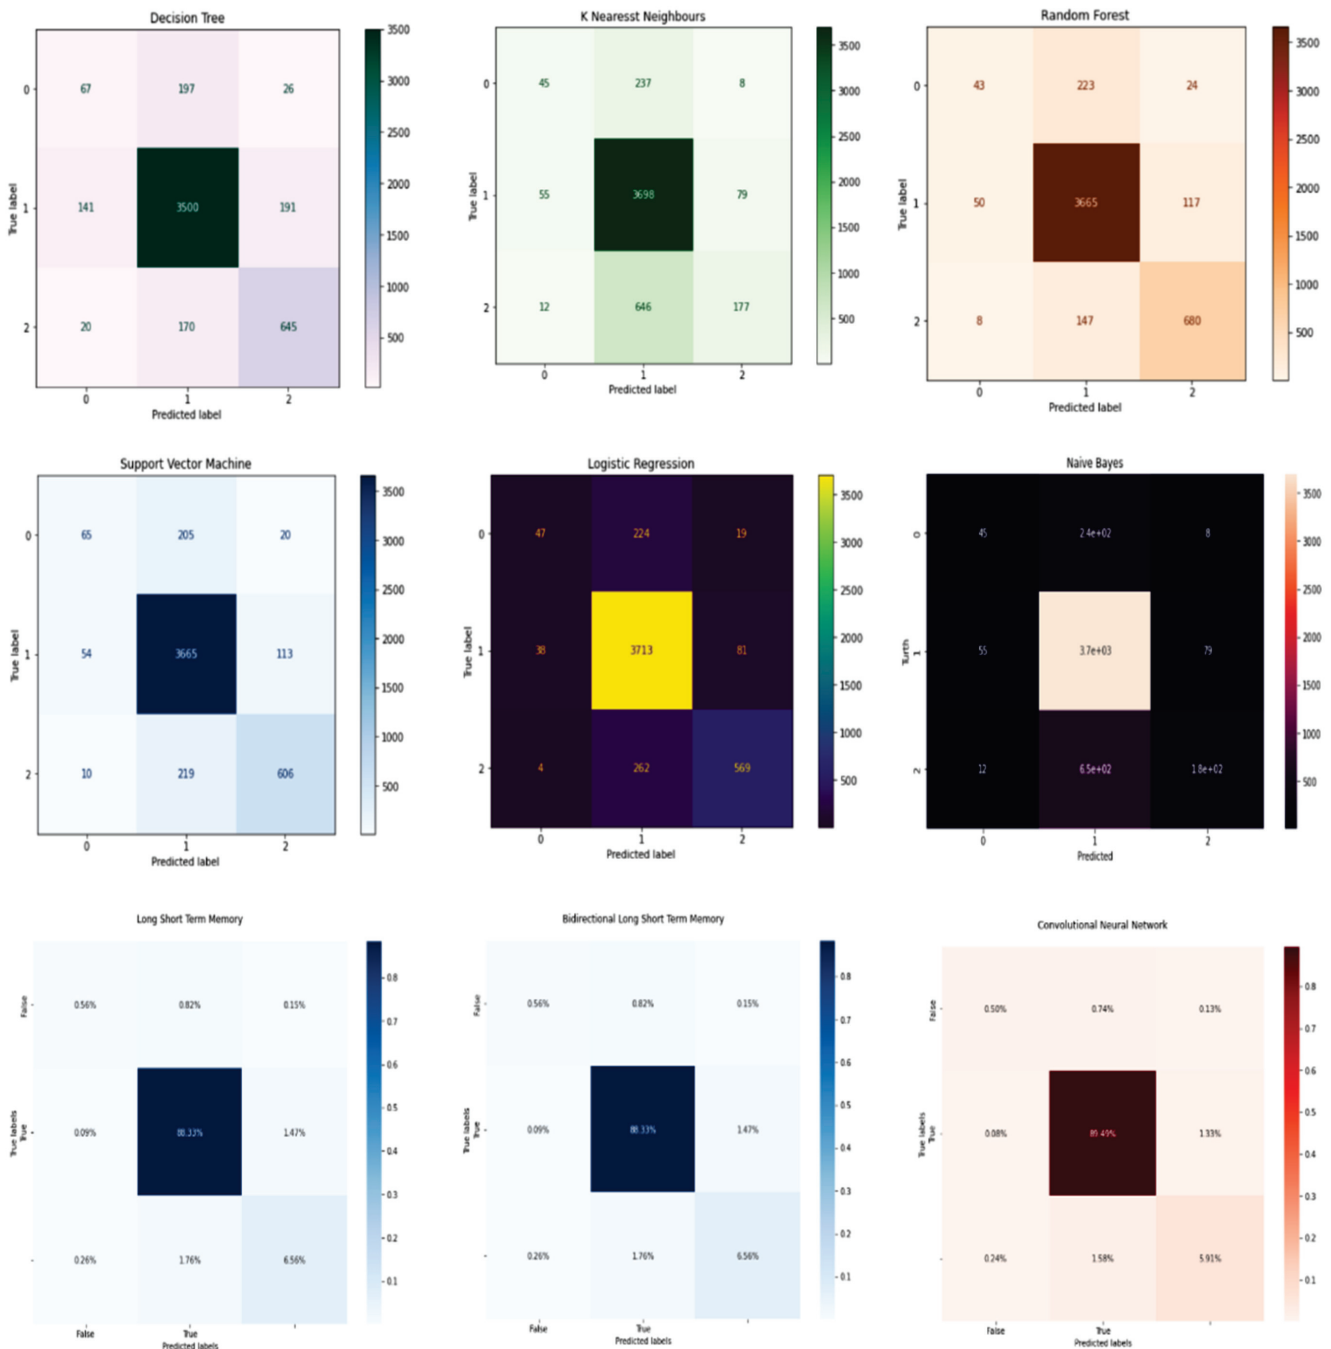 Decision Tree
0
1
2
True label
67 197 26
141 3500 191
20 170 645
0 1 2
Predicted label
3500
3000
2500
2000
1500
1000
500
K Nearesst Neighbours
0
1
2
True label
45 237 8
55 3698 79
12 646 177
0 1 2
Predicted label
3500
3000
2500
2000
1500
1000
500
Random Forest
0
1
2
True label
43 223 24
50 3665 117
8 147 680
0 1 2
Predicted label
3500
3000
2500
2000
1500
1000
500
Support Vector Machine
0
1
2
True label
65 205 20
54 3665 113
10 219 606
0 1 2
Predicted label
3500
3000
2500
2000
1500
1000
500
Logistic Regression
0
1
2
True label
47 224 19
38 3713 81
4 262 569
0 1 2
Predicted label
3500
3000
2500
2000
1500
1000
500
Naive Bayes
0
1
2
Turth
45 2.4e+02 8
55 3.7e+03 79
12 6.5e+02 1.8e+02
0 1 2
Predicted
3500
3000
2500
2000
1500
1000
500
Long Short Term Memory
False
True
True labels
0.56% 0.82% 0.15%
0.09% 88.33% 1.47%
0.26% 1.76% 6.56%
False True
Predicted labels
0.8
0.7
0.6
0.5
0.4
0.3
0.2
0.1
Bidirectional Long Short Term Memory
False
True
True labels
0.56% 0.82% 0.15%
0.09% 88.33% 1.47%
0.26% 1.76% 6.56%
False True
Predicted labels
0.8
0.7
0.6
0.5
0.4
0.3
0.2
0.1
Convolutional Neural Network
False
True
True labels
0.50% 0.74% 0.13%
0.08% 89.49% 1.33%
0.24% 1.58% 5.91%
False True
Predicted labels
0.8
0.7
0.6
0.5
0.4
0.3
0.2
0.1